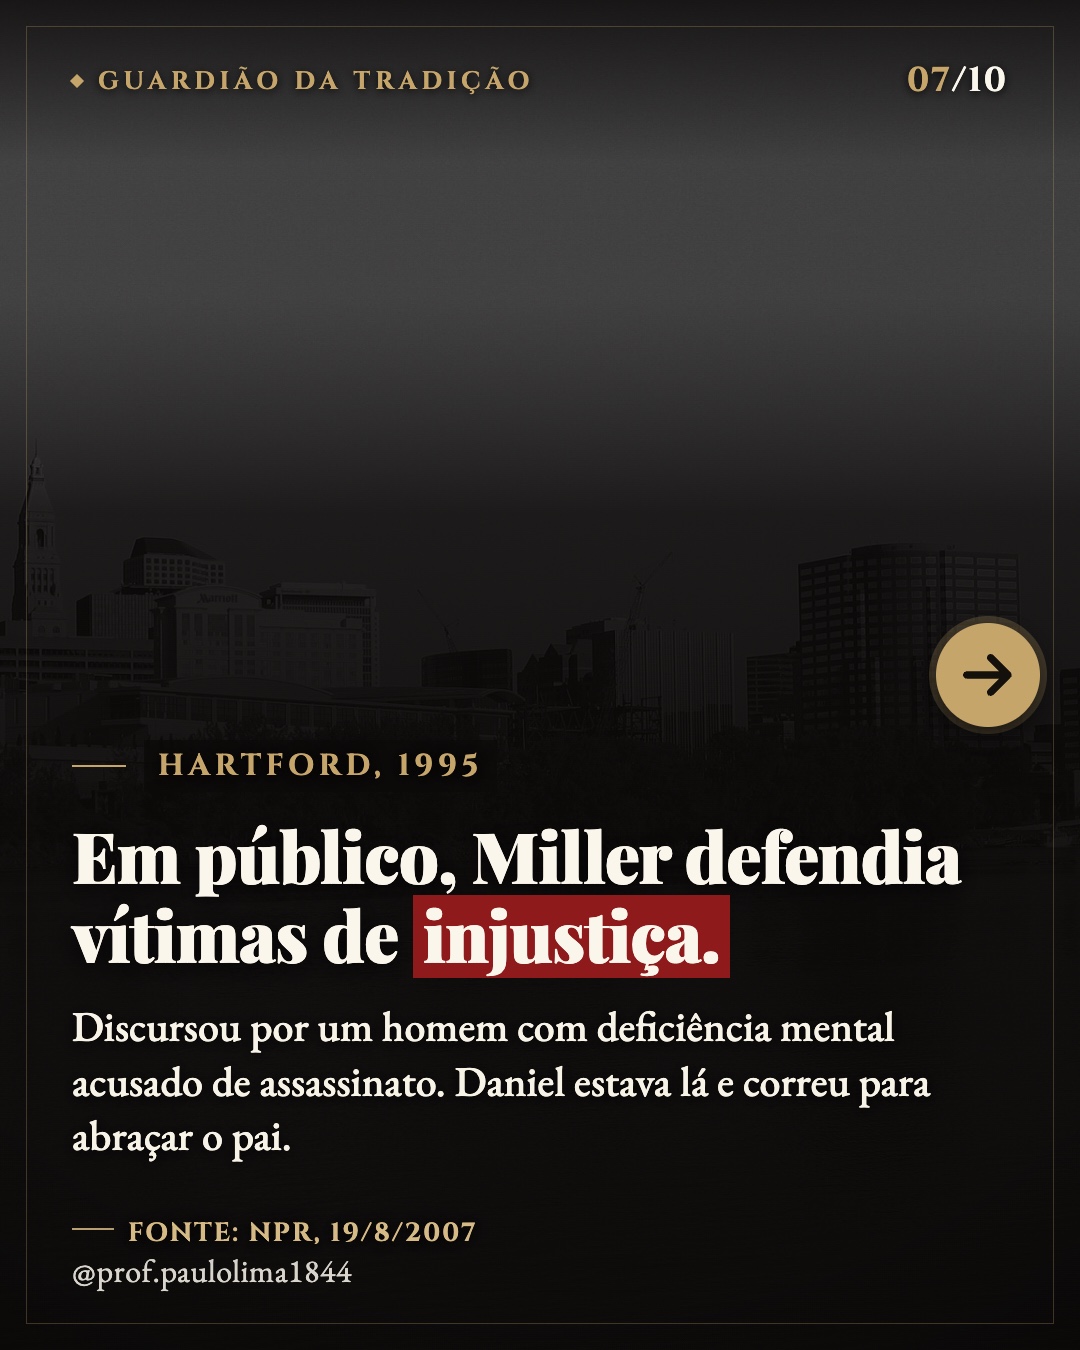 GUARDIÃO DA TRADIÇÃO
07/10
Marriott
HARTFORD, 1995
Em público, Miller defendia
vítimas de injustiça.
Discursou por um homem com deficiência mental
acusado de assassinato. Daniel estava lá e correu para
abraçar o pai.
FONTE: NPR, 19/8/2007
@prof.paulolima1844